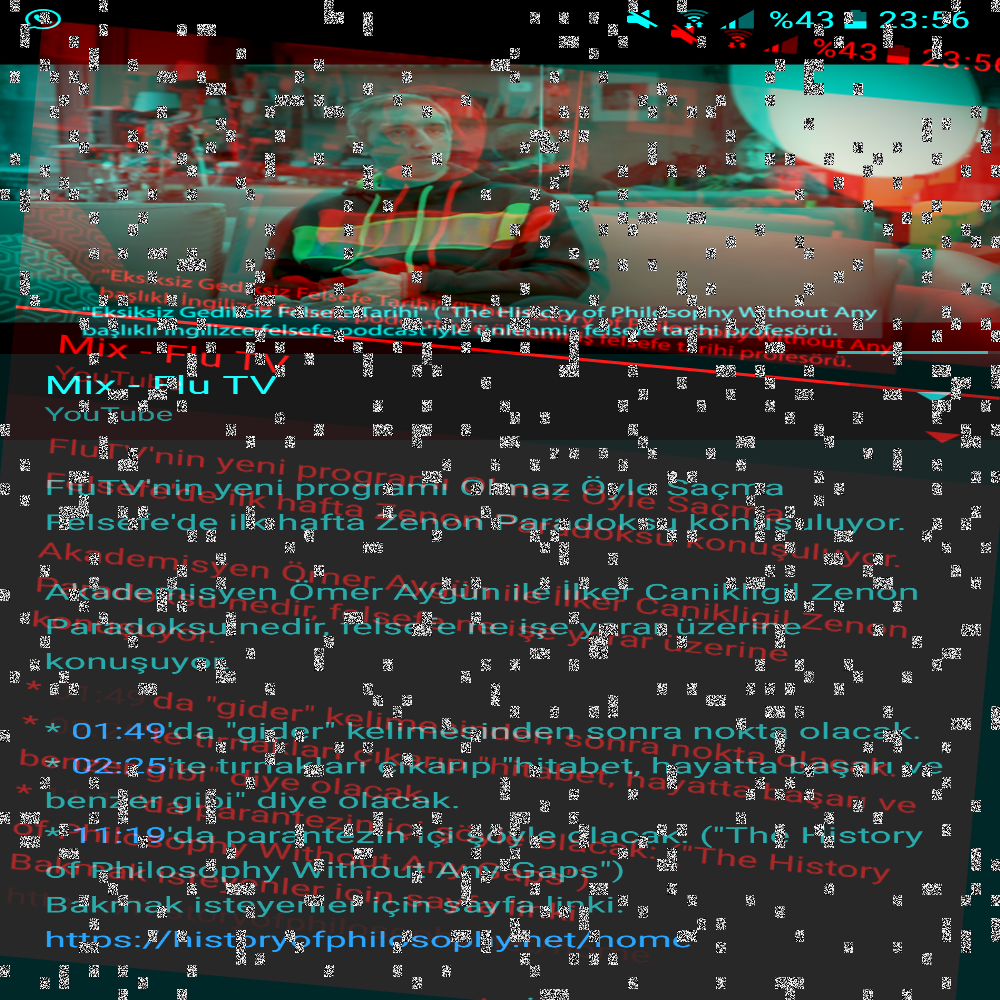 %43 23:56
"Eksiksiz Gediksiz Felsefe Tarihi" ("The History of Philosophy Without Any
başlıklı İngilizce felsefe podcast'iyle ünlenmiş felsefe tarihi profesörü.
Mix - Flu TV
YouTube
FluTV'nin yeni programı Olmaz Öyle Saçma
Felsefe'de ilk hafta Zenon Paradoksu konuşuluyor.
Akademisyen Ömer Aygün ile İlker Canikligil Zenon
Paradoksu nedir, felsefe ne işe yarar üzerine
konuşuyor.
* 01:49'da "gider" kelimesinden sonra nokta olacak.
* 02:25'te tırnakları çıkarıp "hitabet, hayatta başarı ve
benzer gibi" diye olacak.
* 11:19'da parantezin içi şöyle olacak: ("The History
of Philosophy Without Any Gaps")
Bakmak isteyenler için sayfa linki:
https://historyofphilosophy.net/home